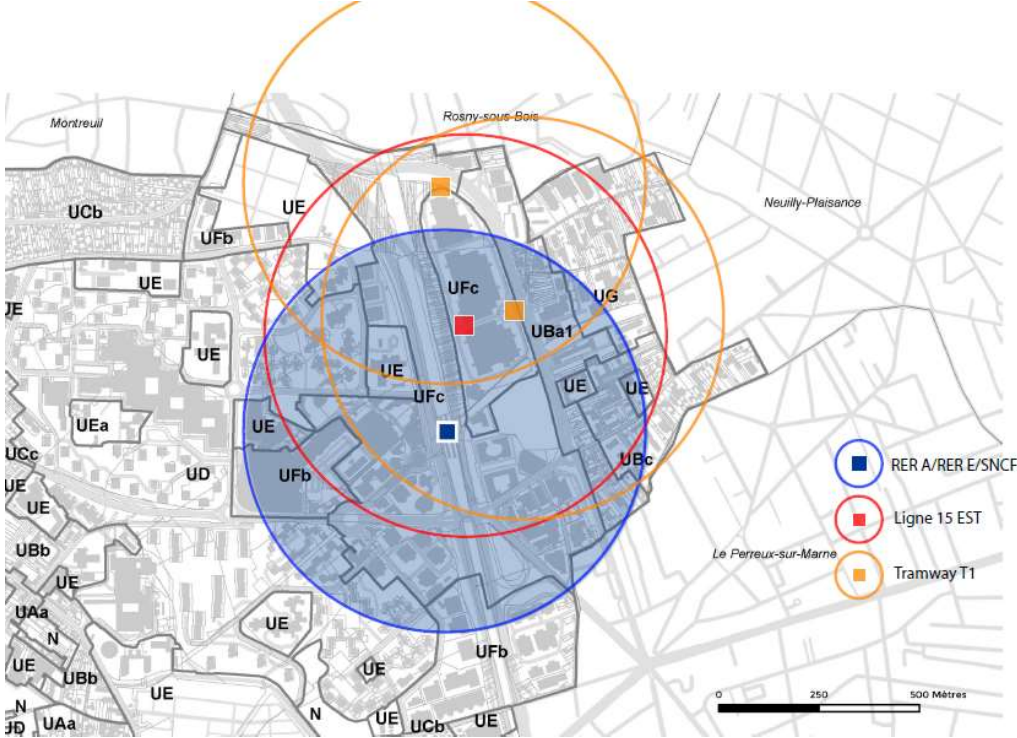 Montreuil
Rosny-sous-Bois
Neuilly-Plaisance
UCb
UE
UFb
UE
UFc
UG
UBa1
UE
UE
UE
UE
UFc
UE
UEa
UE
UCc
UD
UFb
UBc
RER A/RER E/SNCF
Ligne 15 EST
Tramway T1
Le Perreux-sur-Marne
UE
UE
UBb
UE
UAa
N
UE
UE
UFb
UE
UBb
UE
N
N
UD
UAa
UE
UCb
UE
0 250 500 Mètres